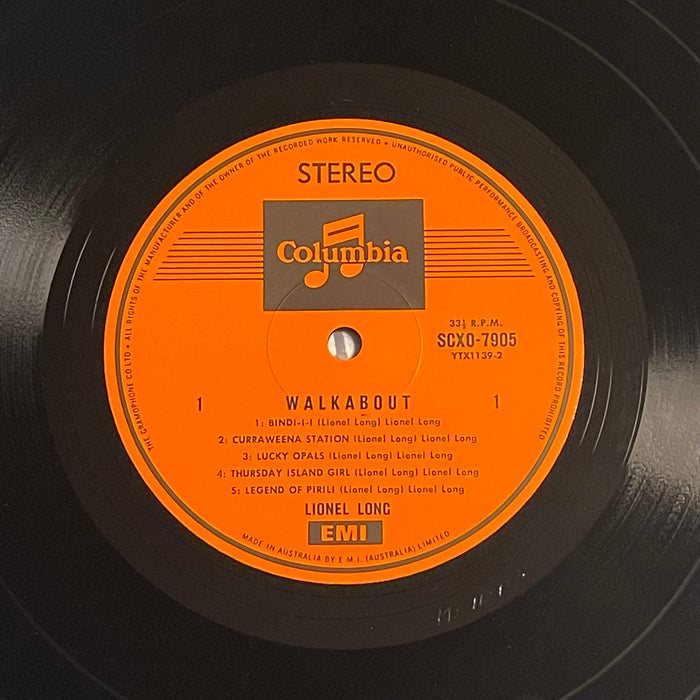 THE GRAMOPHONE CO LTD • ALL RIGHTS OF THE MANUFACTURER AND OF THE OWNER OF THE RECORDED WORK RESERVED • UNAUTHORISED PUBLIC PERFORMANCE BROADCASTING AND COPYING OF THIS RECORD PROHIBITED
STEREO
Columbia
33⅓ R.P.M.
SCXO-7905
YTX1139-2
1 WALKABOUT 1
1: BINDI-I-I (Lionel Long) Lionel Long
2: CURRAWEENA STATION (Lionel Long) Lionel Long
3: LUCKY OPALS (Lionel Long) Lionel Long
4: THURSDAY ISLAND GIRL (Lionel Long) Lionel Long
5: LEGEND OF PIRILI (Lionel Long) Lionel Long
LIONEL LONG
EMI
MADE IN AUSTRALIA BY E.M.I. (AUSTRALIA) LIMITED